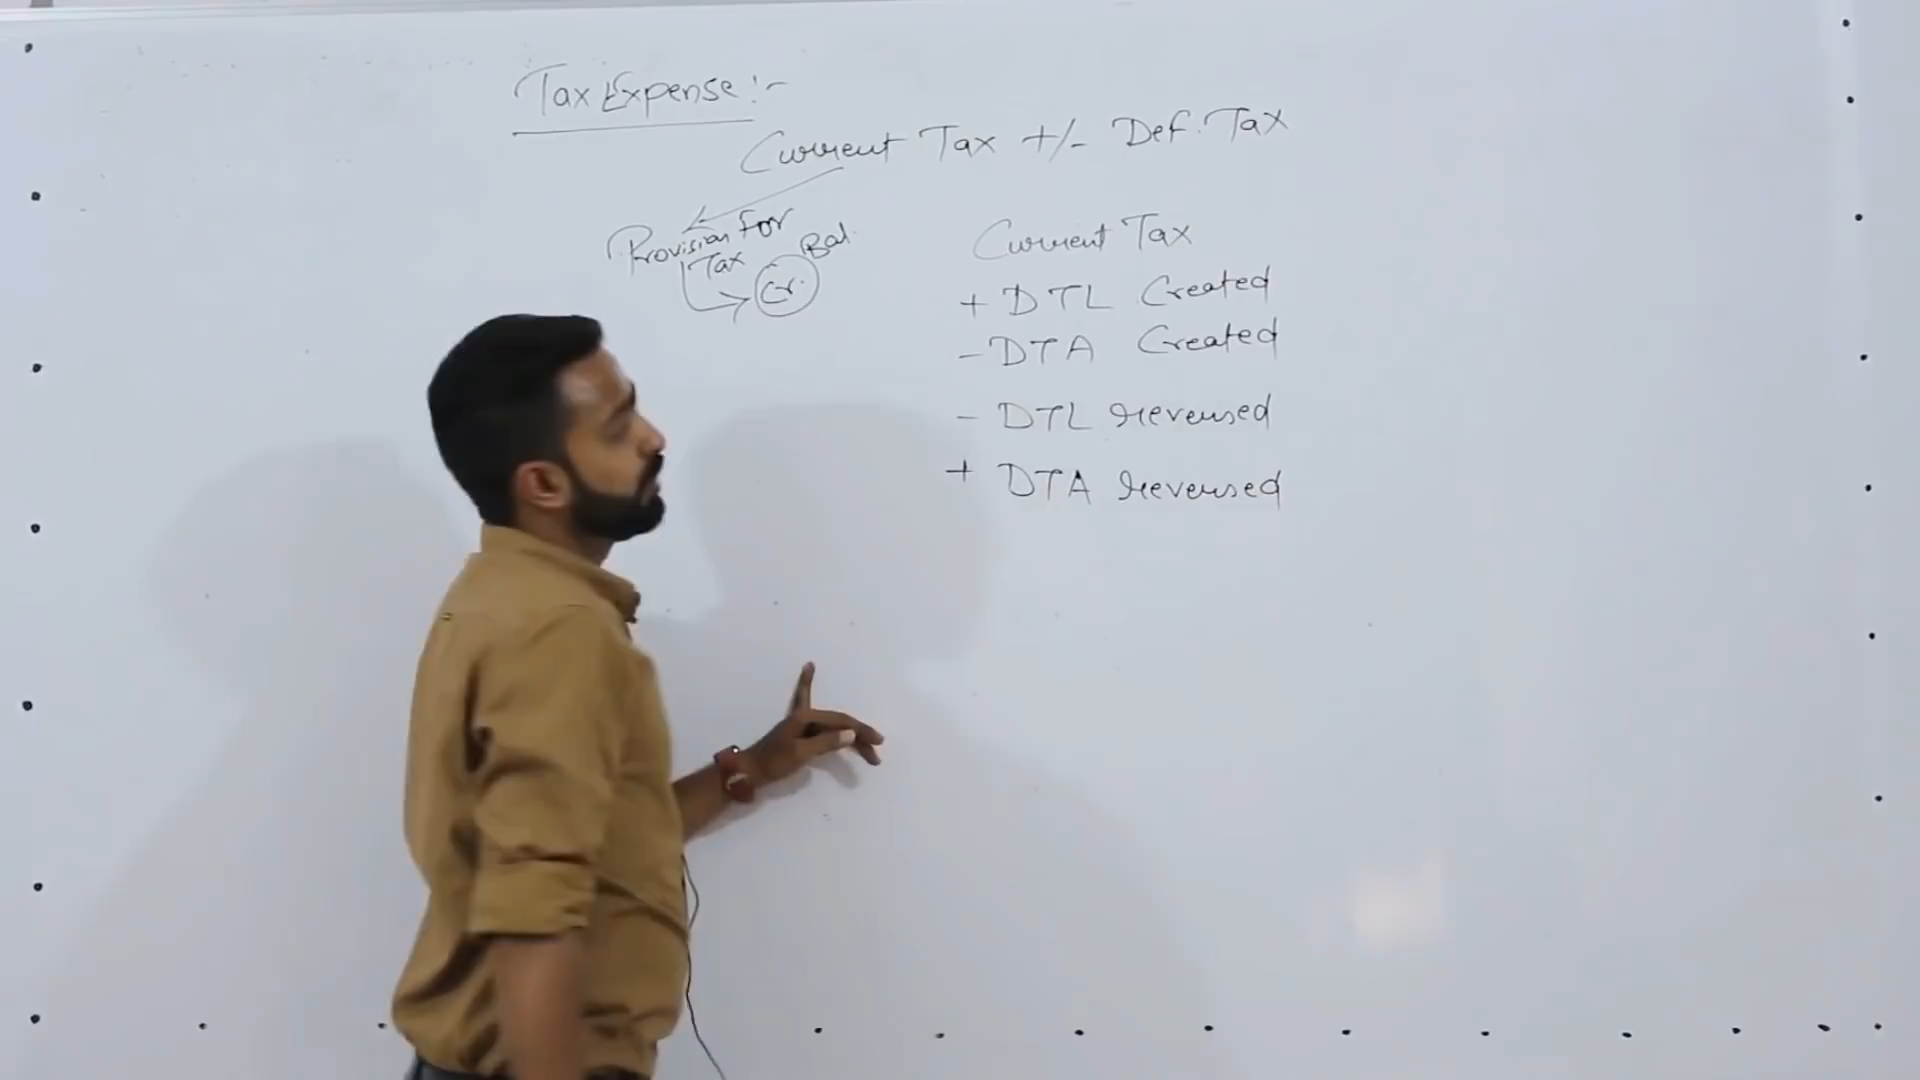 Tax Expense :-
Current Tax +/- Def. Tax
Provision For
Tax
Cr. Bal.
Current Tax
+ DTL Created
- DTA Created
- DTL reversed
+ DTA reversed